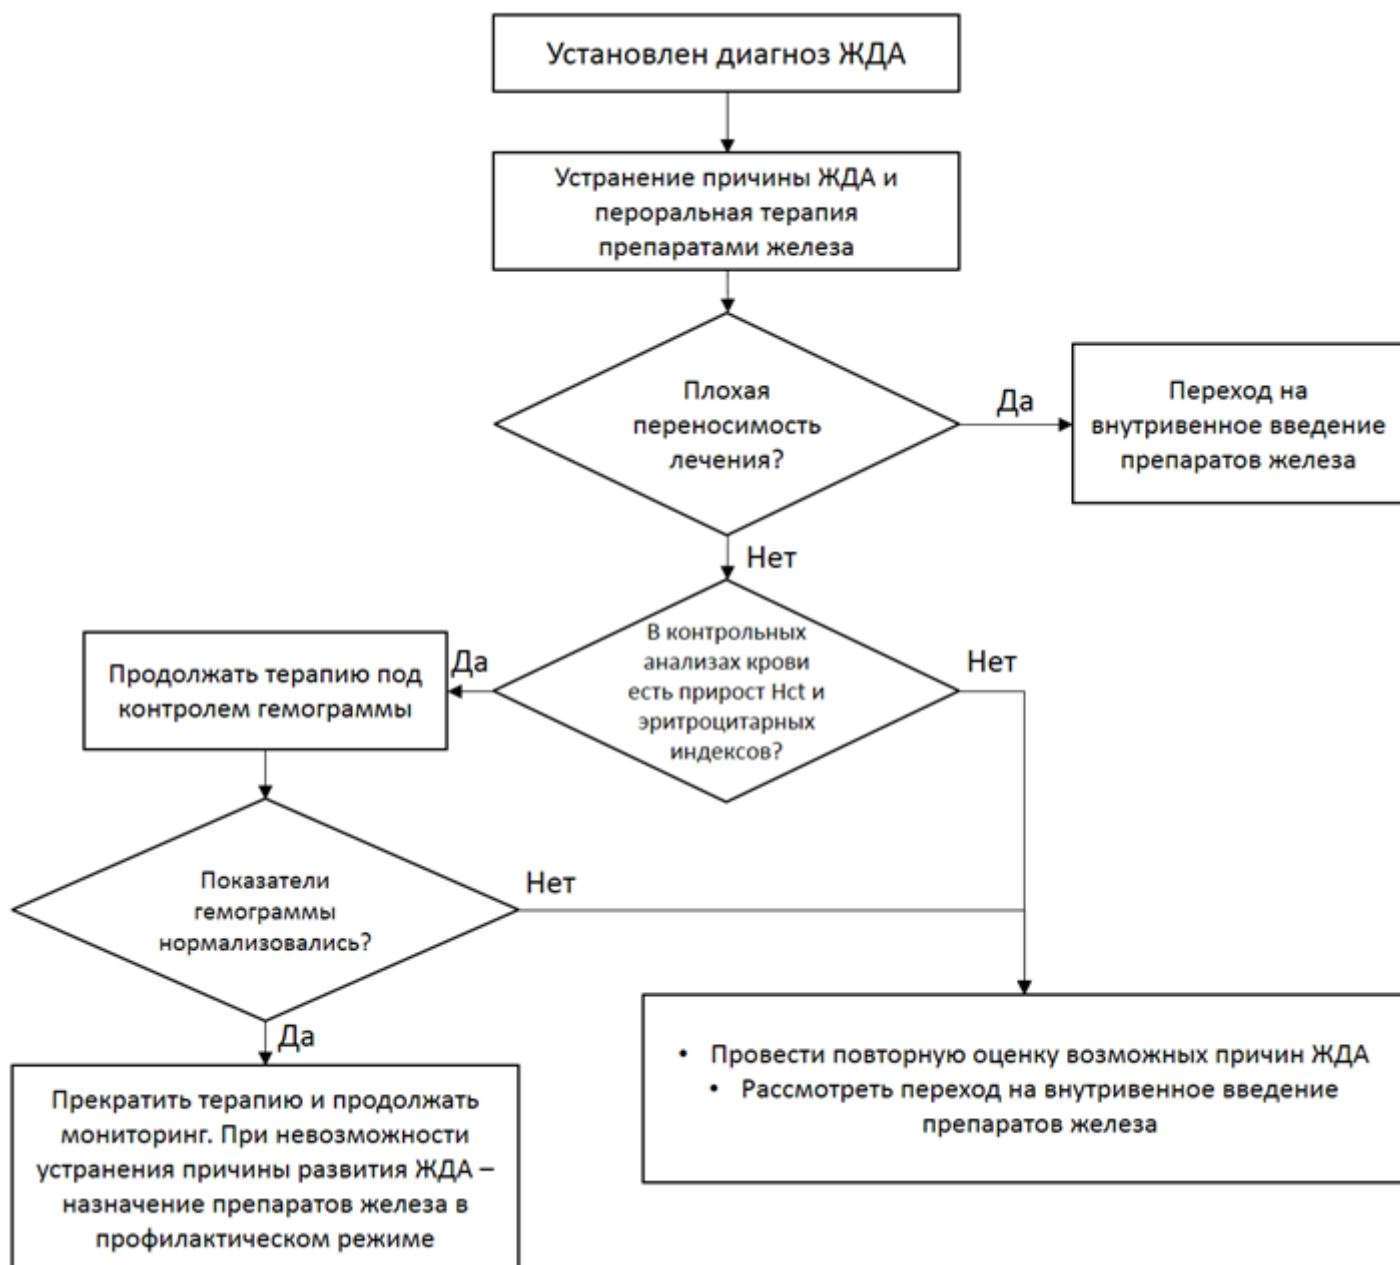 Установлен диагноз ЖДА
Устранение причины ЖДА и
пероральная терапия
препаратами железа
Плохая
переносимость
лечения?
Да
Переход на
внутривенное введение
препаратов железа
Нет
В контрольных
анализах крови
есть прирост Hct и
эритроцитарных
индексов?
Да
Нет
Продолжать терапию под
контролем гемограммы
Показатели
гемограммы
нормализовались?
Нет
Да
Прекратить терапию и продолжать
мониторинг. При невозможности
устранения причины развития ЖДА –
назначение препаратов железа в
профилактическом режиме
• Провести повторную оценку возможных причин ЖДА
• Рассмотреть переход на внутривенное введение
препаратов железа